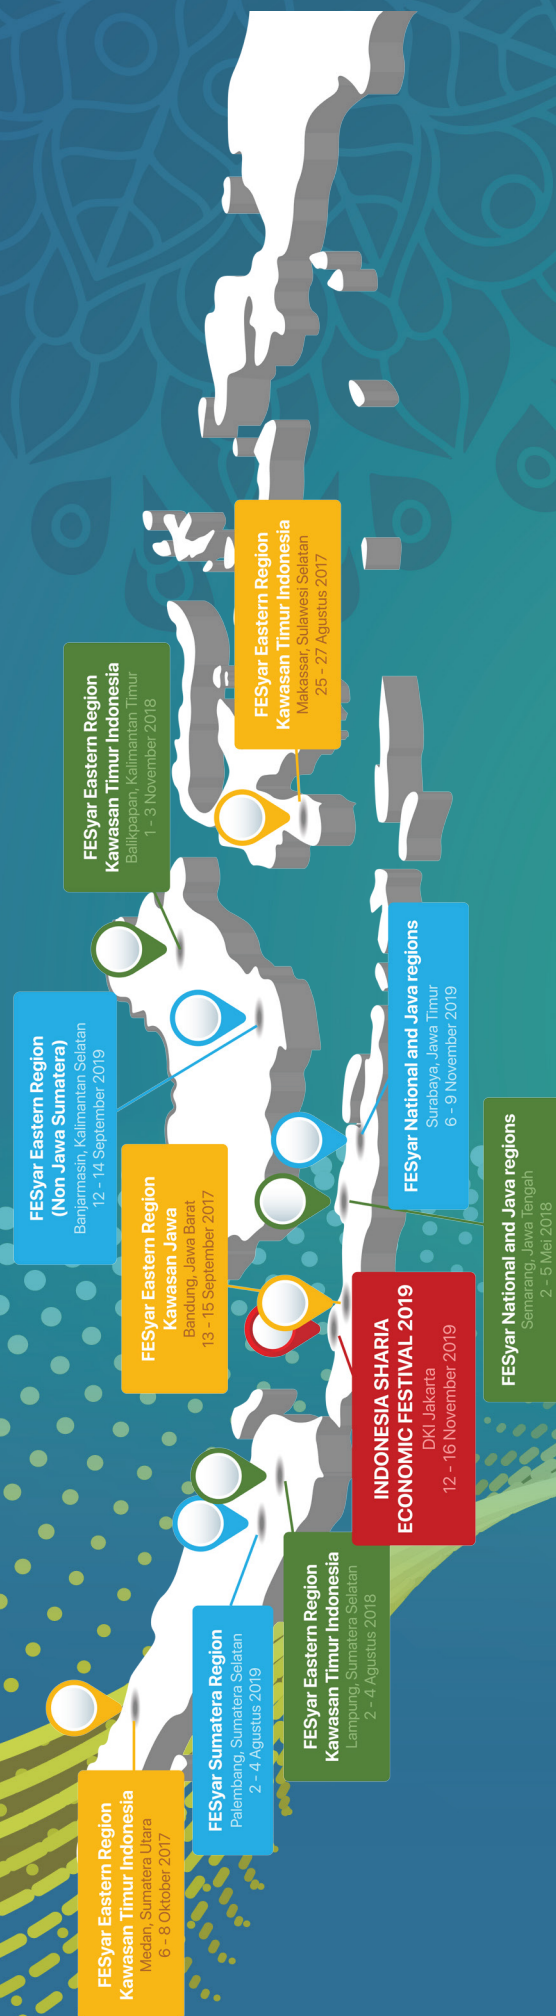 FESyar Eastern Region
Kawasan Timur Indonesia
Medan, Sumatera Utara
6 - 8 Oktober 2017
FESyar Sumatera Region
Palembang, Sumatera Selatan
2 - 4 Agustus 2019
FESyar Eastern Region
Kawasan Timur Indonesia
Lampung, Sumatera Selatan
2 - 4 Agustus 2018
INDONESIA SHARIA
ECONOMIC FESTIVAL 2019
DKI Jakarta
12 - 16 November 2019
FESyar Eastern Region
Kawasan Jawa
Bandung, Jawa Barat
13 - 15 September 2017
FESyar National and Java regions
Semarang, Jawa Tengah
2 - 5 Mei 2018
FESyar Eastern Region
(Non Jawa Sumatera)
Banjarmasin, Kalimantan Selatan
12 - 14 September 2019
FESyar National and Java regions
Surabaya, Jawa Timur
6 - 9 November 2019
FESyar Eastern Region
Kawasan Timur Indonesia
Balikpapan, Kalimantan Timur
1 - 3 November 2018
FESyar Eastern Region
Kawasan Timur Indonesia
Makassar, Sulawesi Selatan
25 - 27 Agustus 2017